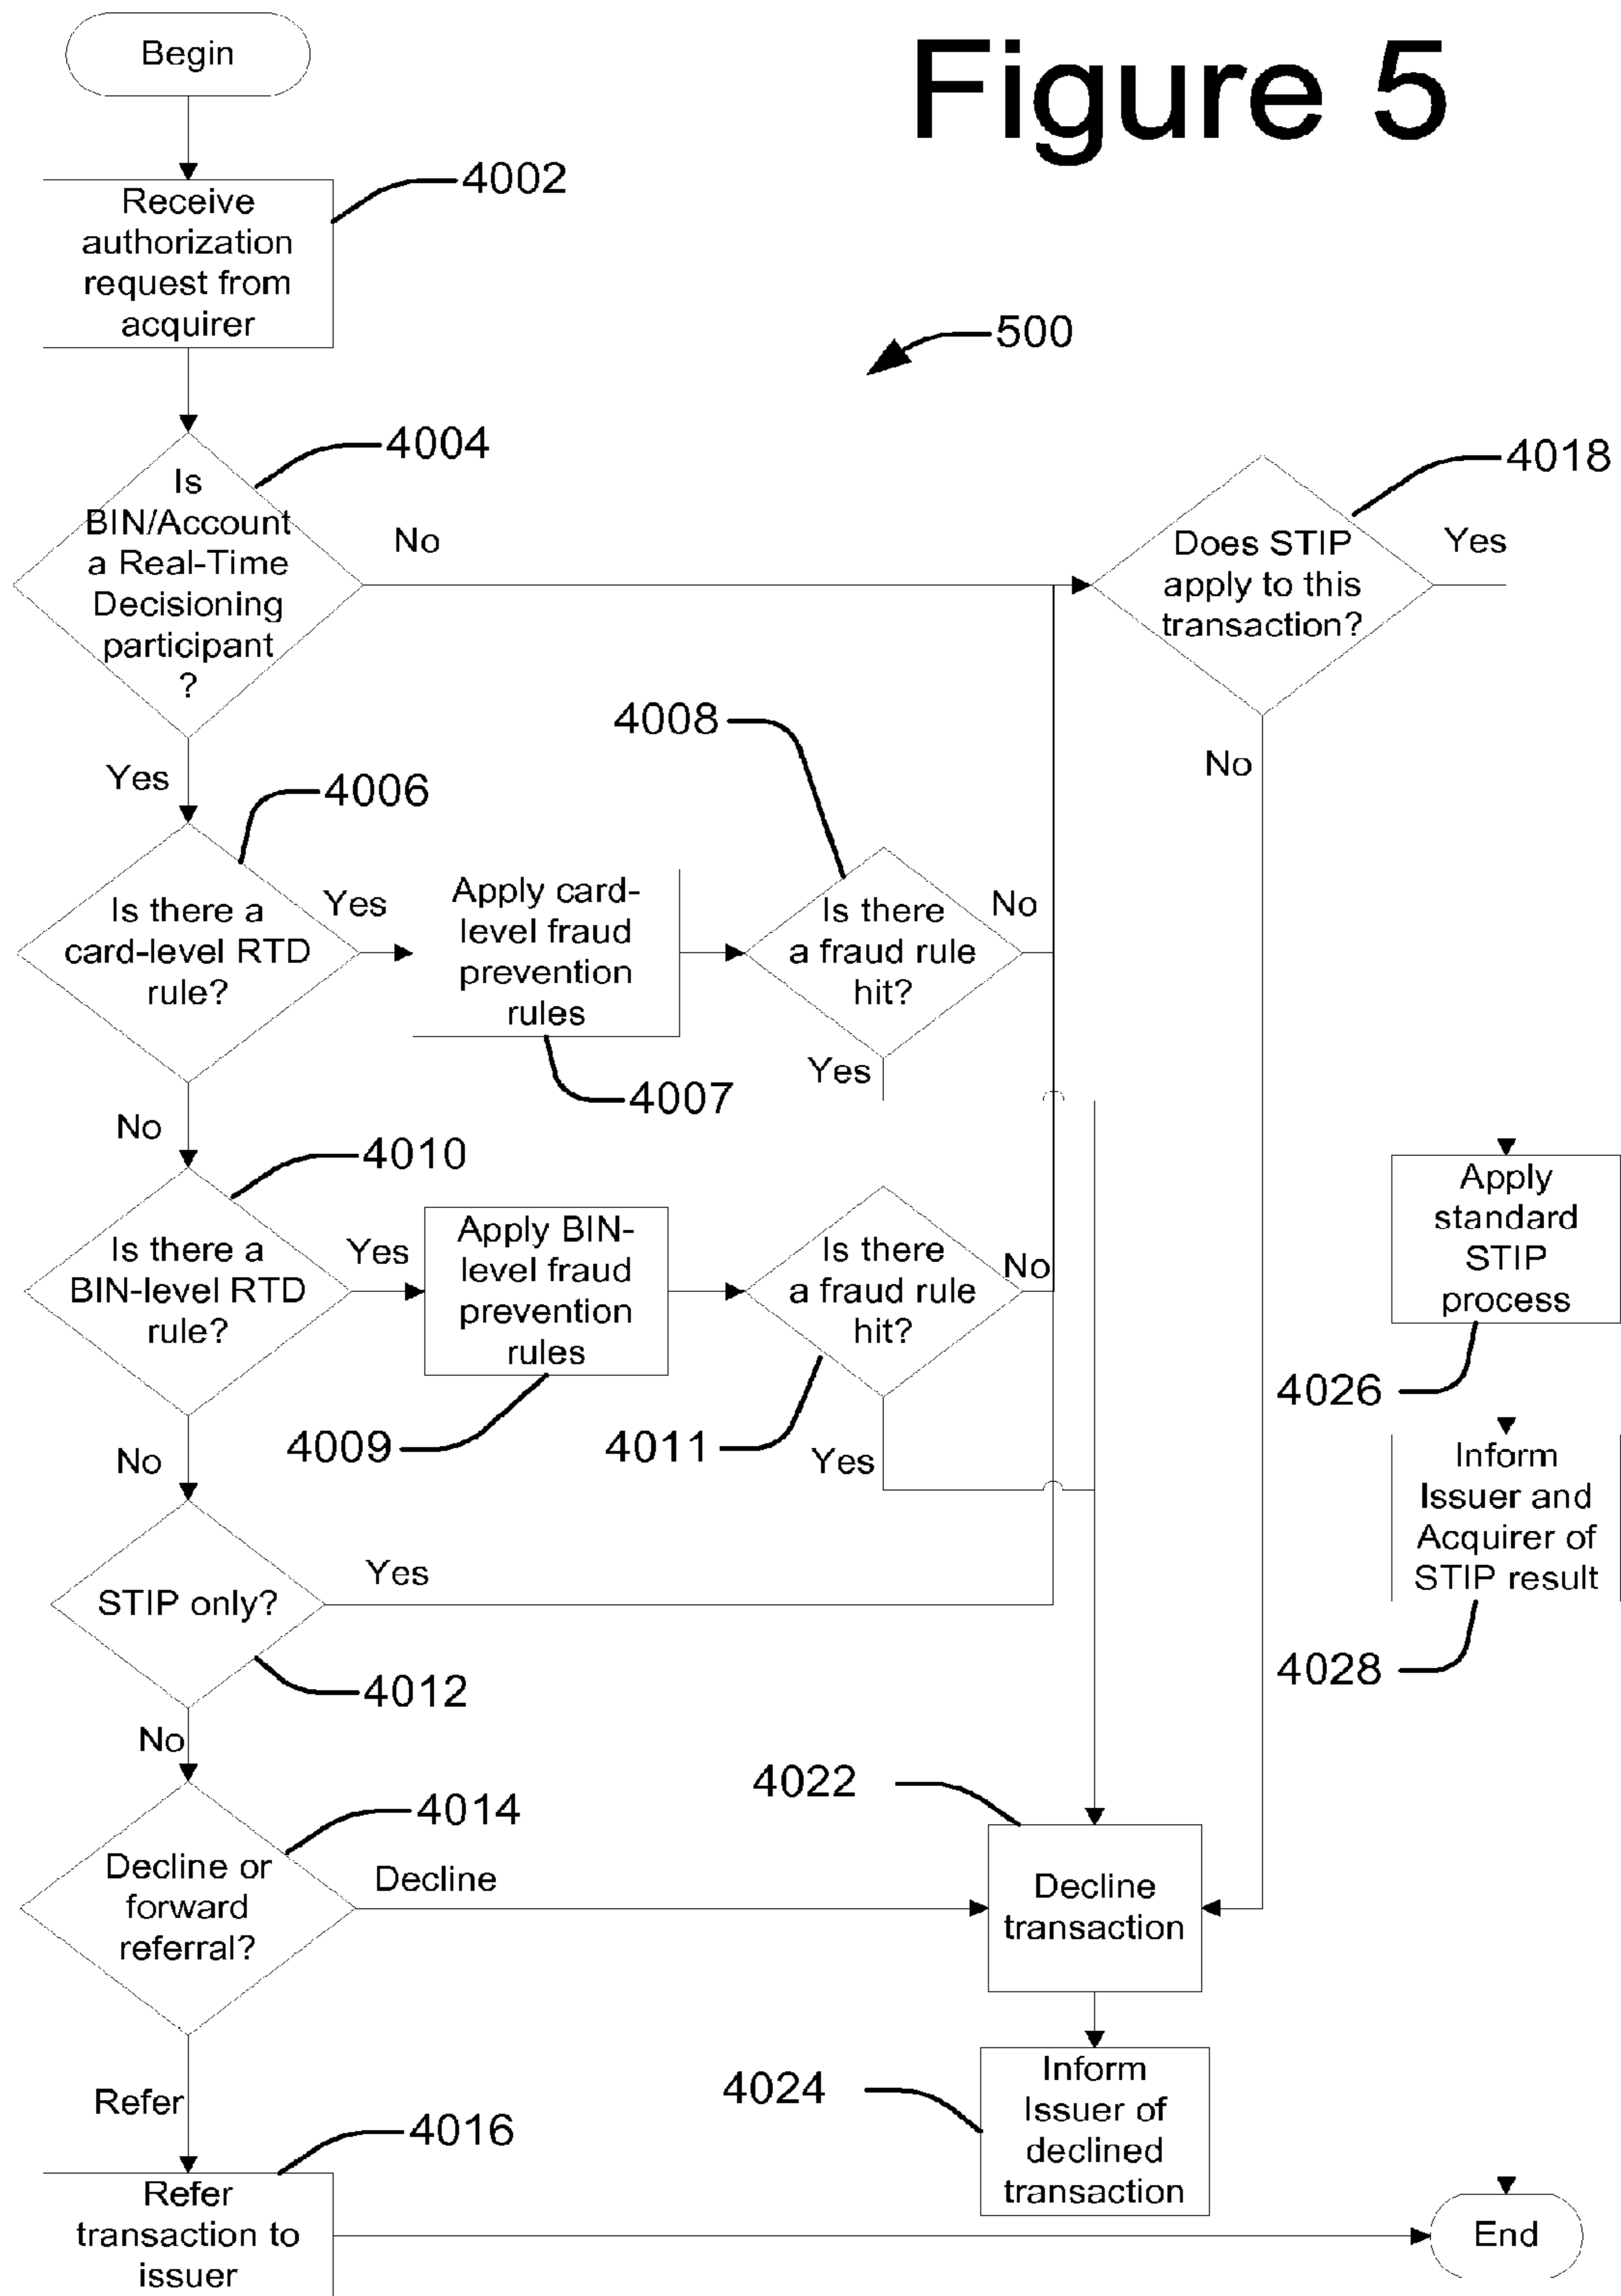 Figure 5
Begin
4002
Receive
authorization
request from
acquirer
500
4004
Is
BIN/Account
a Real-Time
Decisioning
participant
?
No
4018
Does STIP
apply to this
transaction?
Yes
No
Yes
4006
Is there a
card-level RTD
rule?
Yes
Apply card-
level fraud
prevention
rules
4007
4008
Is there
a fraud rule
hit?
No
Yes
No
4010
Is there a
BIN-level RTD
rule?
Yes
Apply BIN-
level fraud
prevention
rules
4009
Is there
a fraud rule
hit?
No
4011
Yes
Apply
standard
STIP
process
4026
Inform
Issuer and
Acquirer of
STIP result
4028
No
STIP only?
Yes
4012
No
4014
Decline or
forward
referral?
Decline
4022
Decline
transaction
Refer
4024
Inform
Issuer of
declined
transaction
4016
Refer
transaction to
issuer
End